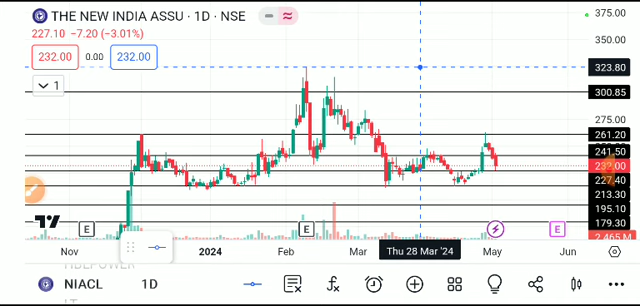 THE NEW INDIA ASSU · 1D · NSE
227.10 −7.20 (−3.01%)
232.00 0.00 232.00
1
375.00
350.00
323.80
300.85
275.00
261.20
241.50
232.00
227.40
213.30
195.10
179.30
2.465 M
E E E
Nov 2024 Feb Mar Thu 28 Mar '24 May Jun
NIACL 1D